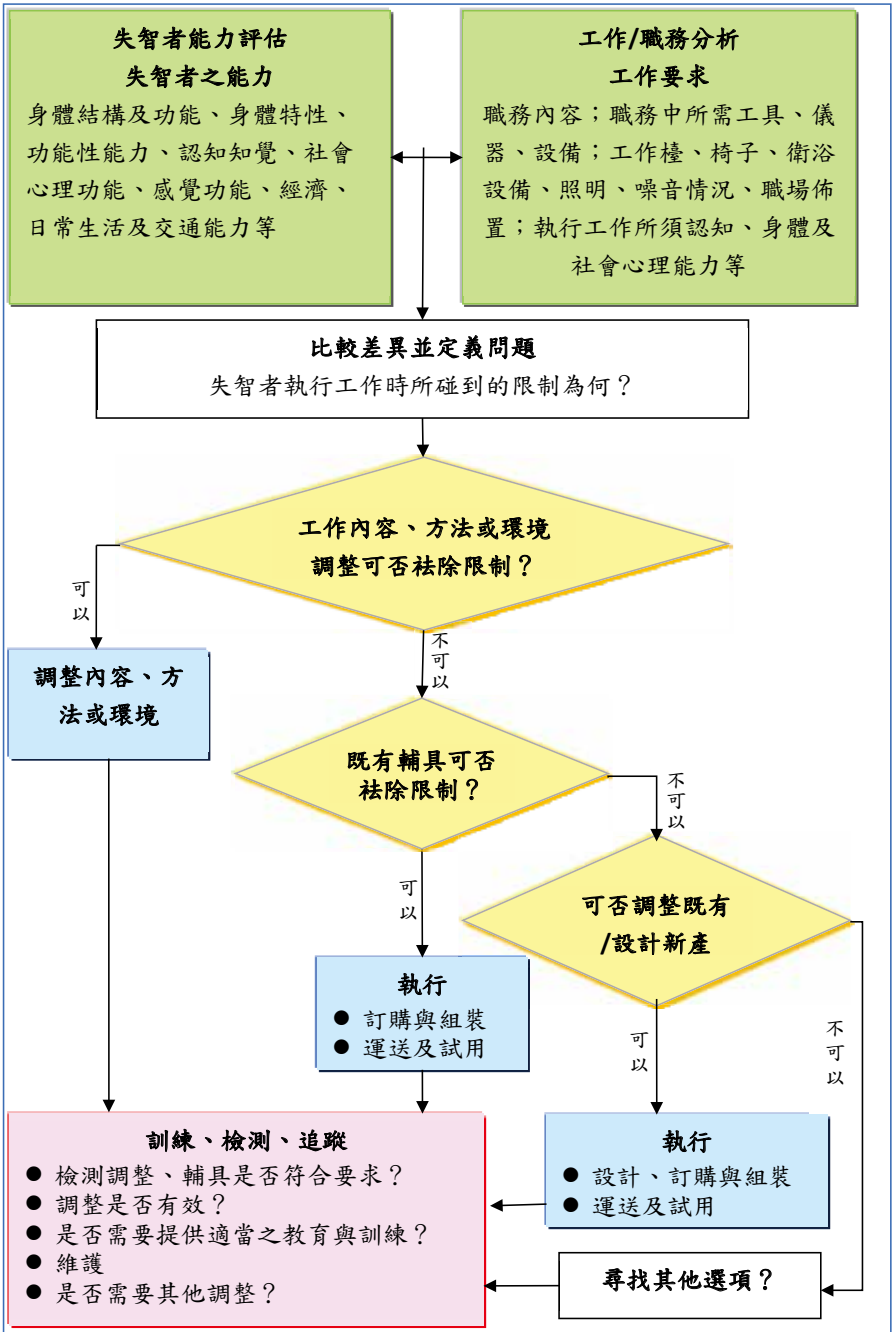 失智者能力評估
失智者之能力
身體結構及功能、身體特性、
功能性能力、認知知覺、社會
心理功能、感覺功能、經濟、
日常生活及交通能力等
工作/職務分析
工作要求
職務內容；職務中所需工具、儀
器、設備；工作檯、椅子、衛浴
設備、照明、噪音情況、職場佈
置；執行工作所須認知、身體及
社會心理能力等
比較差異並定義問題
失智者執行工作時所碰到的限制為何？
工作內容、方法或環境
調整可否祛除限制？
可以
不可以
調整內容、方
法或環境
既有輔具可否
祛除限制？
不可以
可以
可否調整既有
/設計新產
執行
● 訂購與組裝
● 運送及試用
可以
不可以
訓練、檢測、追蹤
● 檢測調整、輔具是否符合要求？
● 調整是否有效？
● 是否需要提供適當之教育與訓練？
● 維護
● 是否需要其他調整？
執行
● 設計、訂購與組裝
● 運送及試用
尋找其他選項？